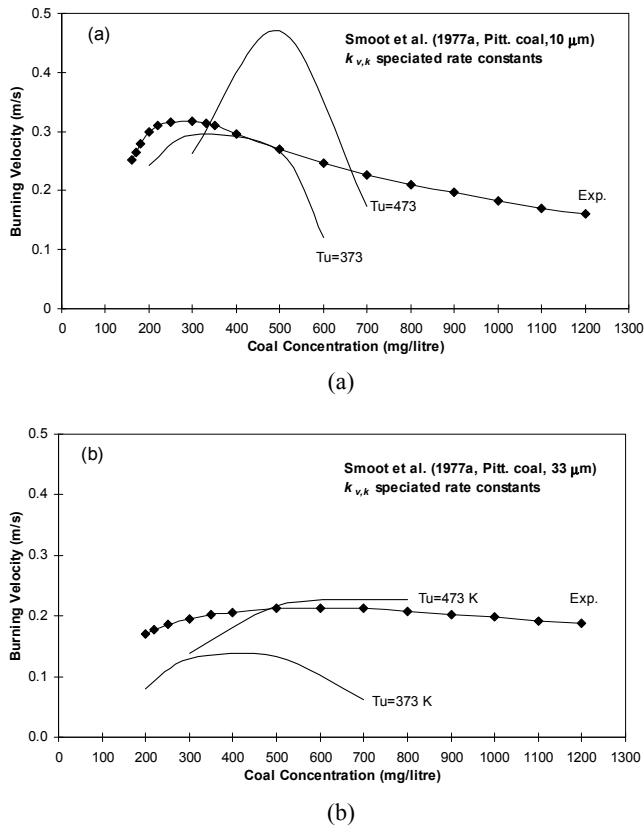 (a)
Smoot et al. (1977a, Pitt. coal,10 µm)
k v,k speciated rate constants
0.5
0.4
0.3
0.2
0.1
0
Burning Velocity (m/s)
Tu=473
Tu=373
Exp.
0 100 200 300 400 500 600 700 800 900 1000 1100 1200 1300
Coal Concentration (mg/litre)
(a)
(b)
Smoot et al. (1977a, Pitt. coal, 33 µm)
k v,k speciated rate constants
0.5
0.4
0.3
0.2
0.1
0.0
Burning Velocity (m/s)
Tu=473 K
Exp.
Tu=373 K
0 100 200 300 400 500 600 700 800 900 1000 1100 1200 1300
Coal Concentration (mg/litre)
(b)